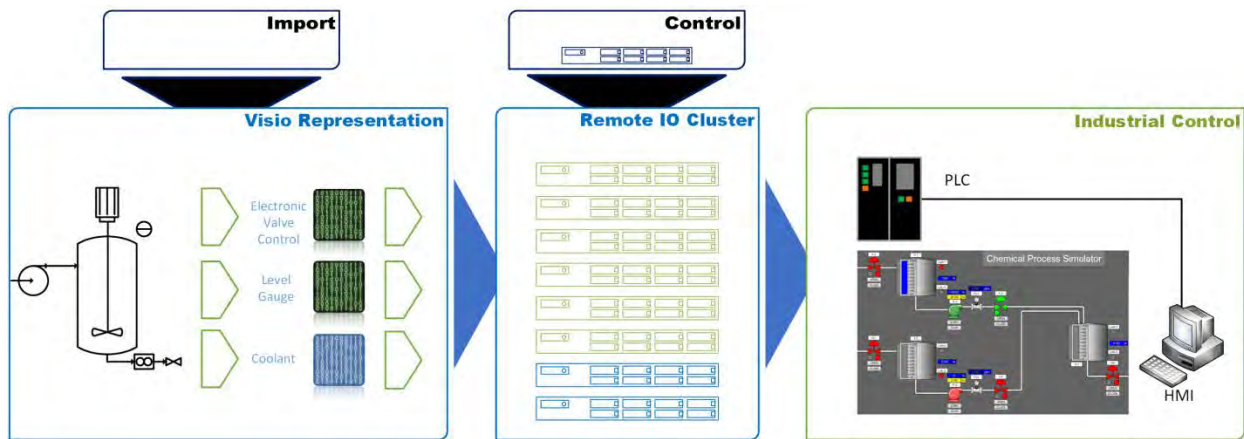 Import
Control
Visio Representation
Remote IO Cluster
Industrial Control
Electronic
Valve
Control
Level
Gauge
Coolant
PLC
Chemical Process Simulator
HMI